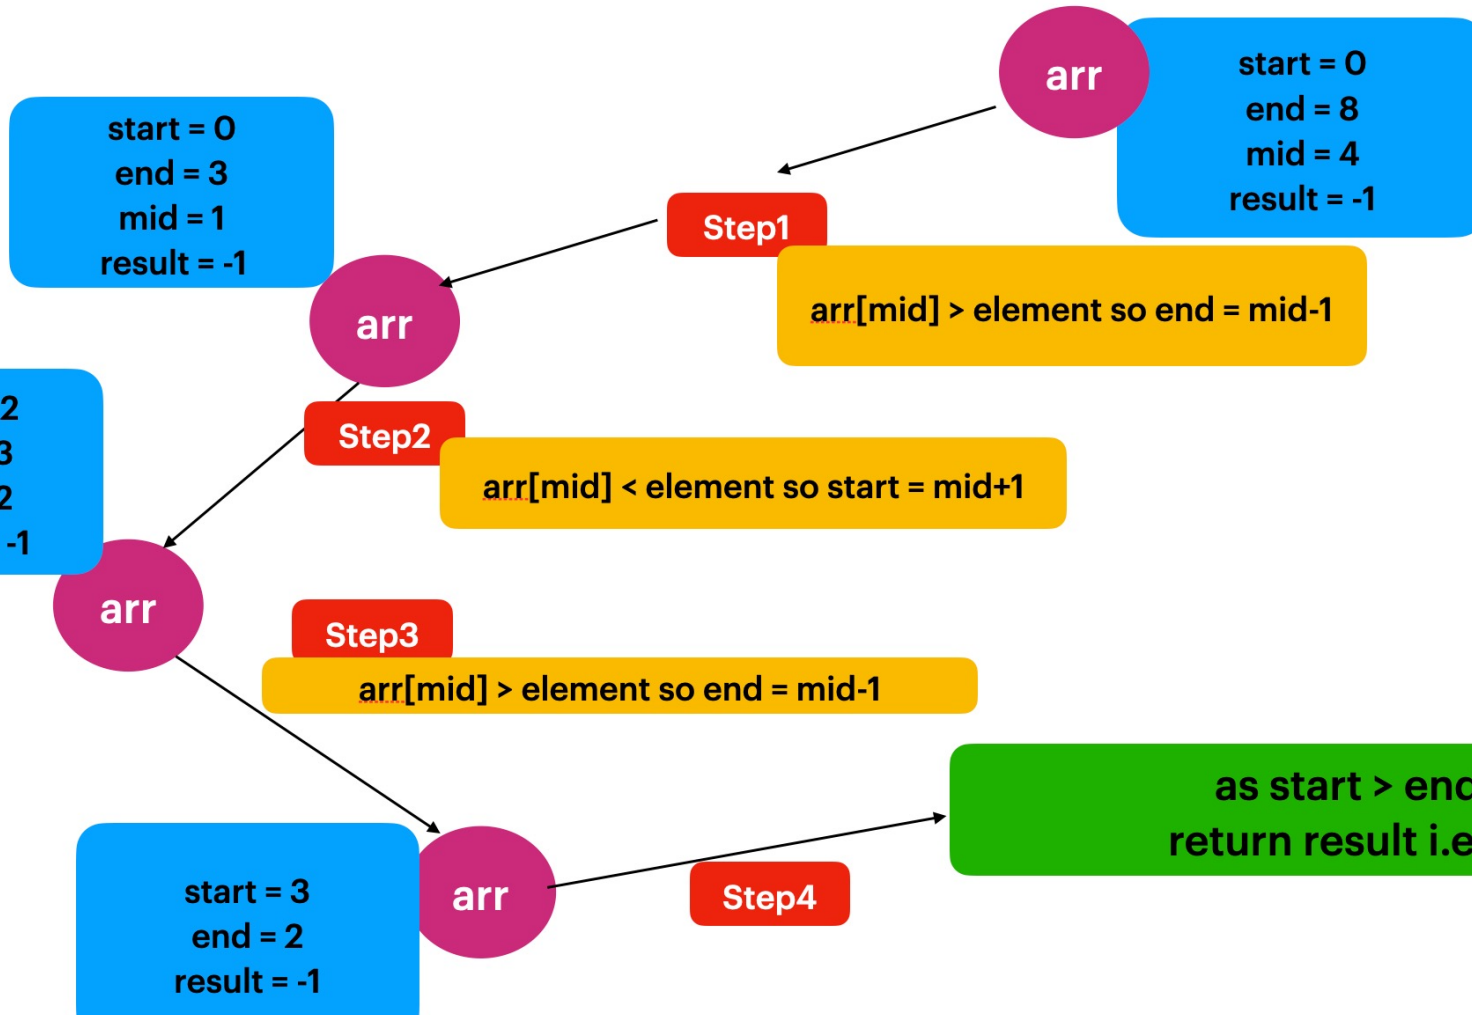 arr
start = 0
end = 8
mid = 4
result = -1
Step1
arr[mid] > element so end = mid-1
start = 0
end = 3
mid = 1
result = -1
arr
Step2
arr[mid] < element so start = mid+1
2
3
2
-1
arr
Step3
arr[mid] > element so end = mid-1
start = 3
end = 2
result = -1
arr
Step4
as start > end
return result i.e